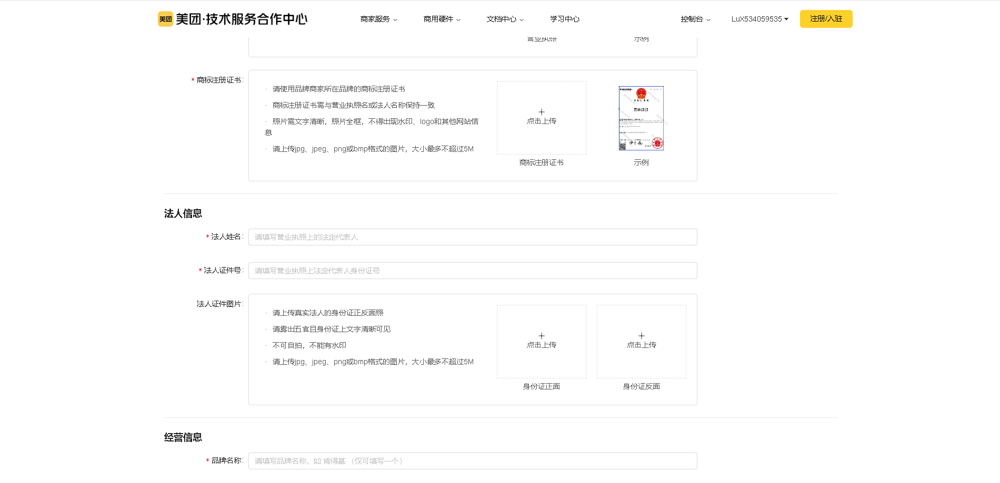 美团 美团·技术服务合作中心 商家服务 商用硬件 文档中心 学习中心 控制台 LuX534059535 注册/入驻
营业执照 示例
* 商标注册证书:
· 请使用品牌商家所在品牌的商标注册证书
· 商标注册证书需与营业执照名或法人名称保持一致
· 照片需文字清晰，照片全框，不得出现水印、logo和其他网站信
息
· 请上传jpg、jpeg、png或bmp格式的图片，大小最多不超过5M
点击上传
商标注册证书 示例
法人信息
* 法人姓名: 请填写营业执照上的法定代表人
* 法人证件号: 请填写营业执照上法定代表人身份证号
法人证件图片:
· 请上传真实法人的身份证正反面照
· 请露出五官且身份证上文字清晰可见
· 不可自拍，不能有水印
· 请上传jpg、jpeg、png或bmp格式的图片，大小最多不超过5M
点击上传 点击上传
身份证正面 身份证反面
经营信息
* 品牌名称: 请填写品牌名称，如:肯得基 （仅可填写一个）